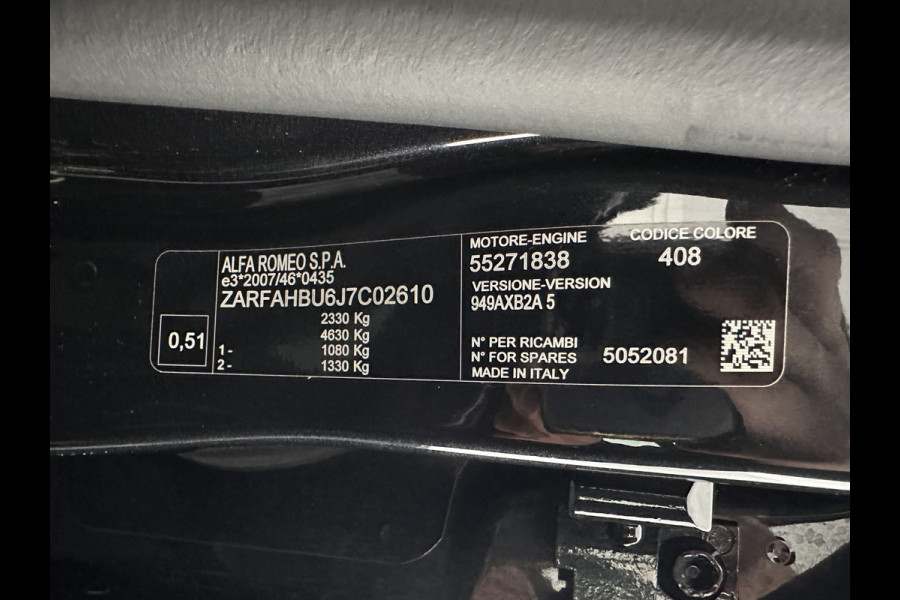 ALFA ROMEO S.P.A.
e3*2007/46*0435
ZARFAHBU6J7C02610
2330 Kg
4630 Kg
1- 1080 Kg
2- 1330 Kg
0,51
MOTORE-ENGINE
55271838
CODICE COLORE
408
VERSIONE-VERSION
949AXB2A 5
N° PER RICAMBI
N° FOR SPARES 5052081
MADE IN ITALY